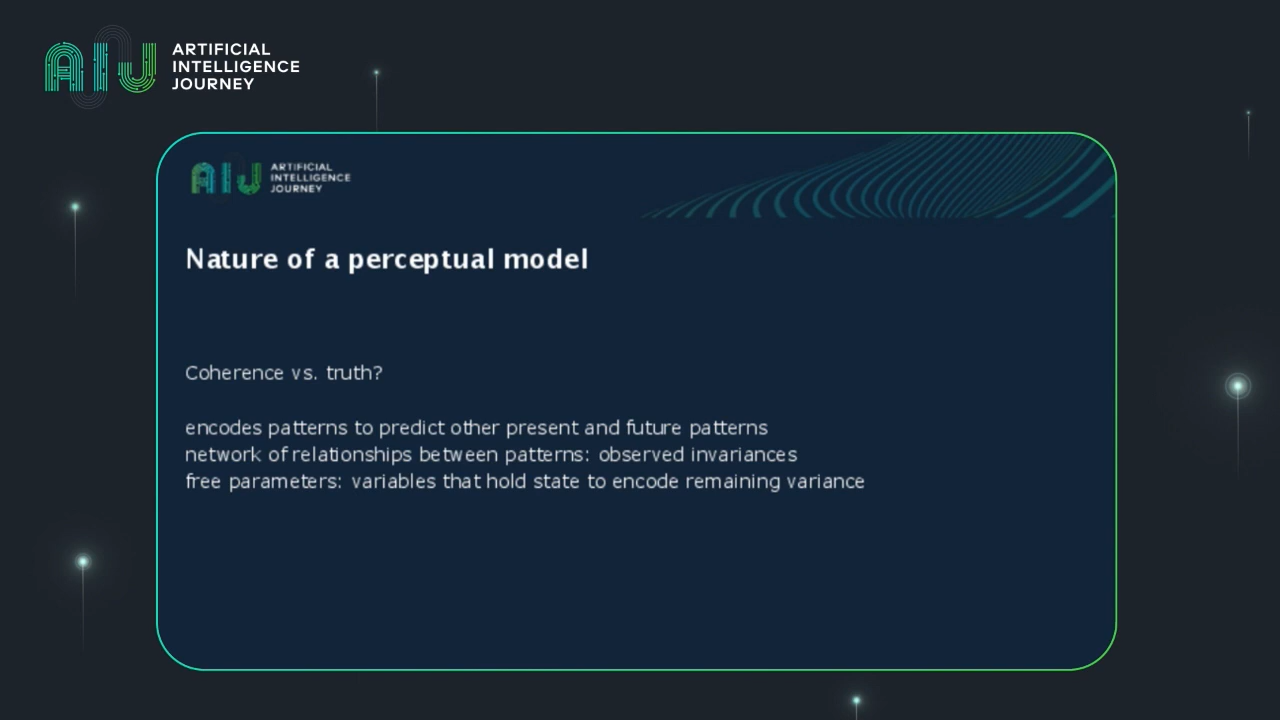 AIJ
ARTIFICIAL
INTELLIGENCE
JOURNEY
AIJ
ARTIFICIAL
INTELLIGENCE
JOURNEY
Nature of a perceptual model
Coherence vs. truth?
encodes patterns to predict other present and future patterns
network of relationships between patterns: observed invariances
free parameters: variables that hold state to encode remaining variance